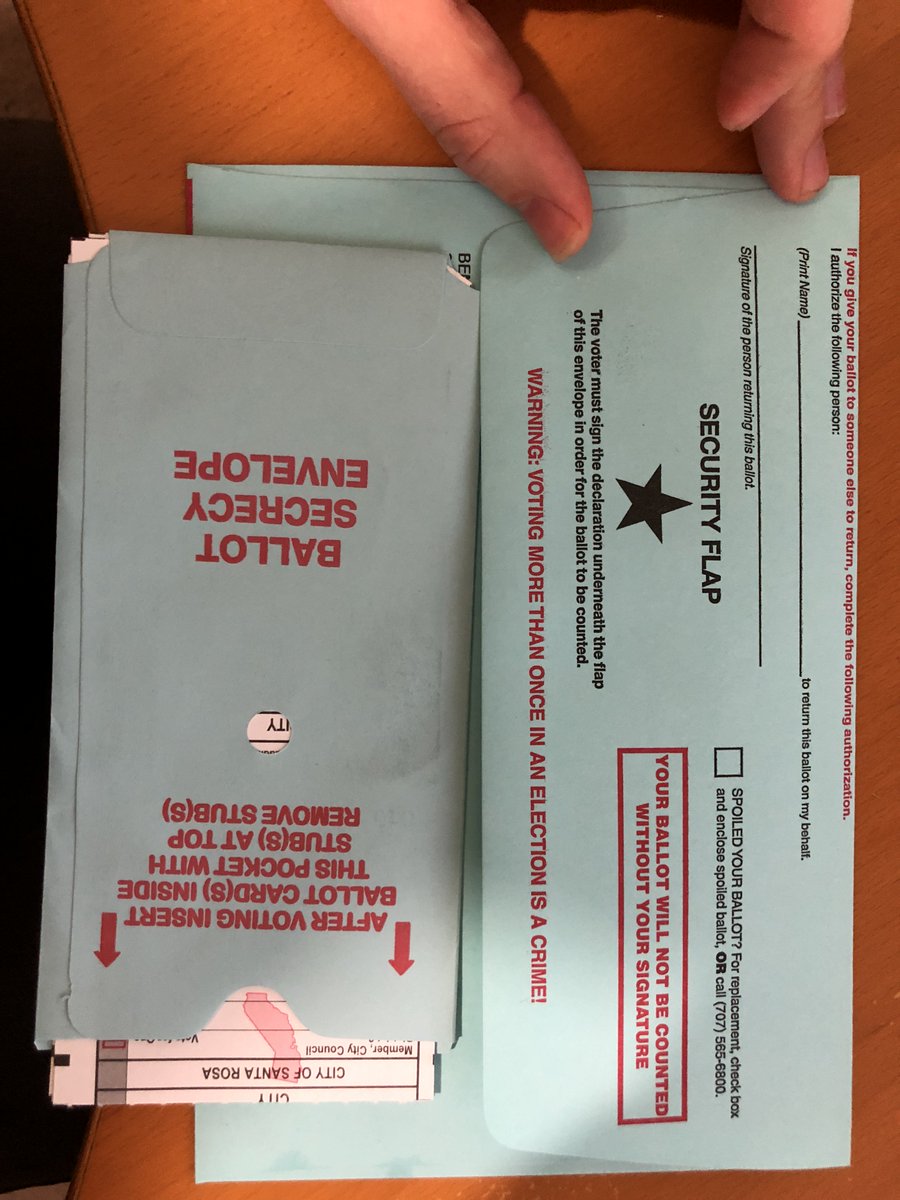 If you give your ballot to someone else to return, complete the following authorization.
I authorize the following person:
(Print Name) to return this ballot on my behalf.
Signature of the person returning this ballot.
SPOILED YOUR BALLOT? For replacement, check box
and enclose spoiled ballot, OR call (707) 565-6800.
SECURITY FLAP
YOUR BALLOT WILL NOT BE COUNTED
WITHOUT YOUR SIGNATURE
The voter must sign the declaration underneath the flap
of this envelope in order for the ballot to be counted.
WARNING: VOTING MORE THAN ONCE IN AN ELECTION IS A CRIME!
CITY
CITY OF SANTA ROSA
Member, City Council
AFTER VOTING INSERT
BALLOT CARD(S) INSIDE
THIS POCKET WITH
STUB(S) AT TOP
REMOVE STUB(S)
BALLOT
SECRECY
ENVELOPE